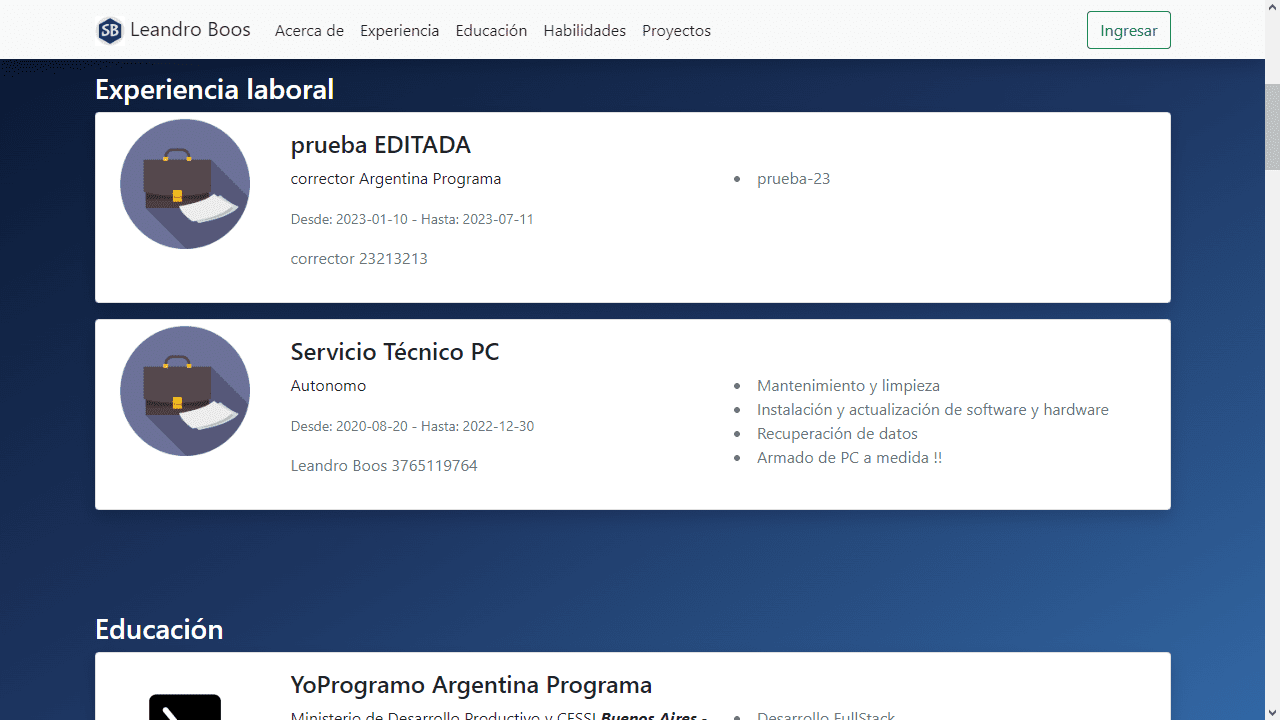 SB Leandro Boos Acerca de Experiencia Educación Habilidades Proyectos Ingresar
Experiencia laboral
prueba EDITADA
corrector Argentina Programa
Desde: 2023-01-10 - Hasta: 2023-07-11
corrector 23213213
• prueba-23
Servicio Técnico PC
Autonomo
Desde: 2020-08-20 - Hasta: 2022-12-30
Leandro Boos 3765119764
• Mantenimiento y limpieza
• Instalación y actualización de software y hardware
• Recuperación de datos
• Armado de PC a medida !!
Educación
YoProgramo Argentina Programa
Ministerio de Desarrollo Productivo y CESSI Buenos Aires -
• Desarrollo FullStack